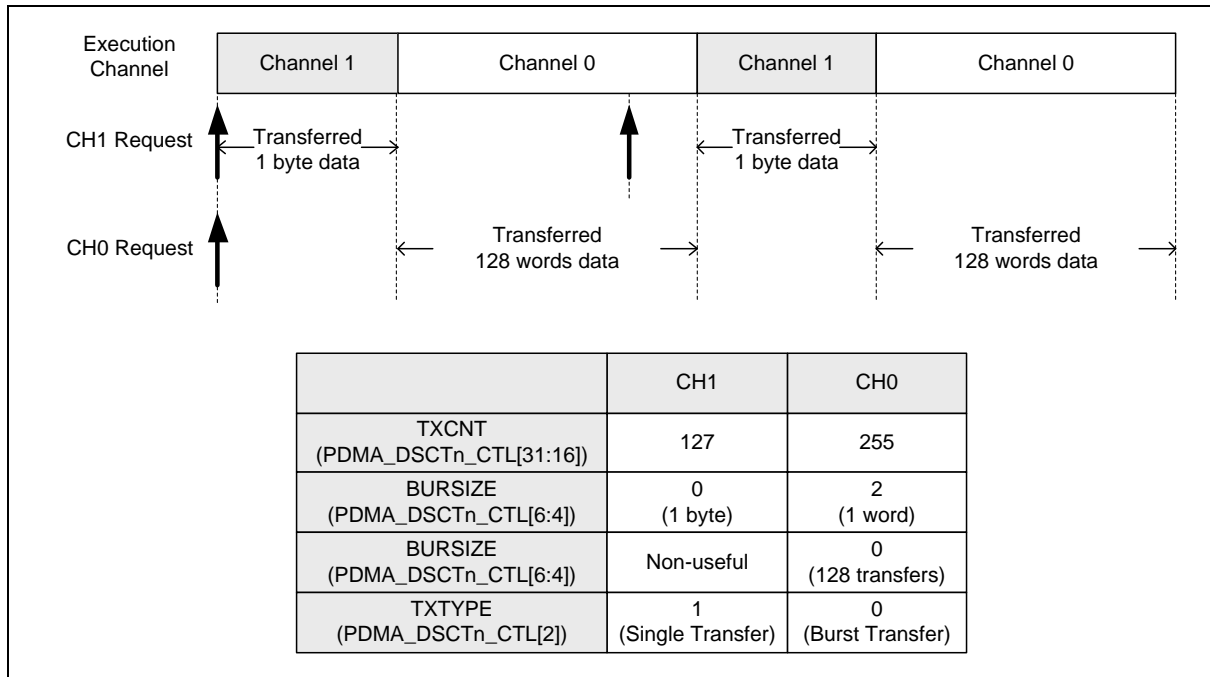 Execution
Channel
Channel 1
Channel 0
Channel 1
Channel 0
CH1 Request
Transferred
1 byte data
Transferred
1 byte data
CH0 Request
Transferred
128 words data
Transferred
128 words data
CH1
CH0
TXCNT
(PDMA_DSCTn_CTL[31:16])
127
255
BURSIZE
(PDMA_DSCTn_CTL[6:4])
0
(1 byte)
2
(1 word)
BURSIZE
(PDMA_DSCTn_CTL[6:4])
Non-useful
0
(128 transfers)
TXTYPE
(PDMA_DSCTn_CTL[2])
1
(Single Transfer)
0
(Burst Transfer)